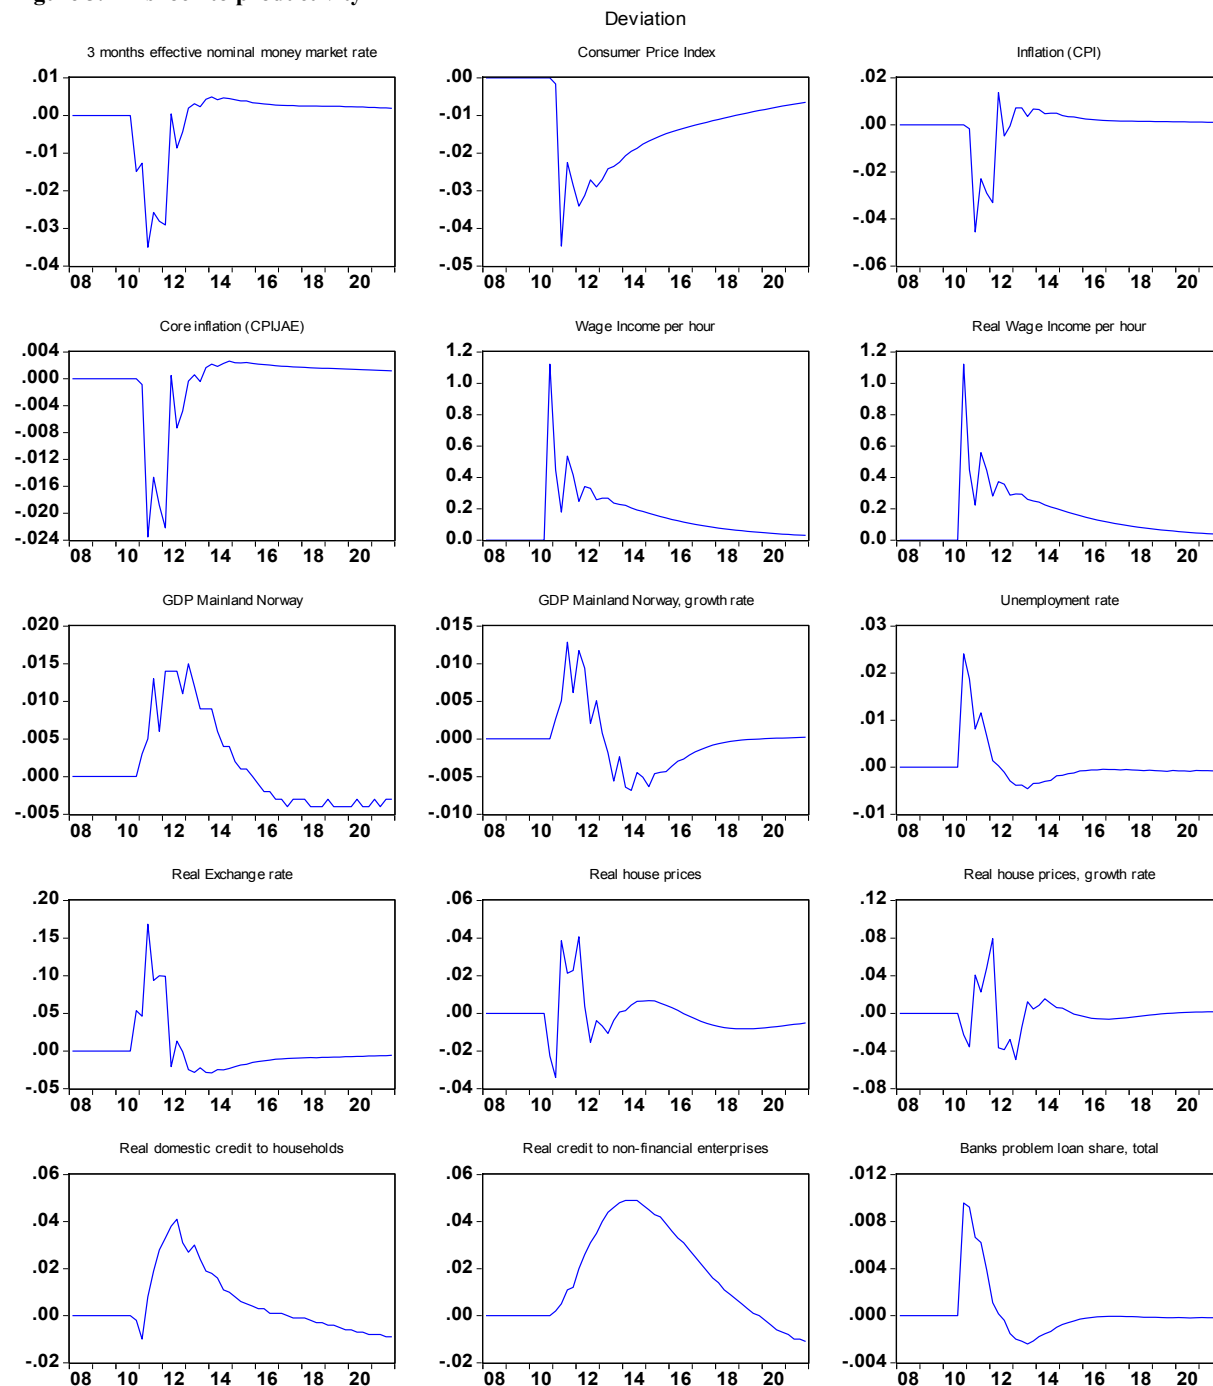 to productivity
Deviation
3 months effective nominal money market rate
Consumer Price Index
Inflation (CPI)
.01
.00
-.01
-.02
-.03
-.04
08 10 12 14 16 18 20
.00
-.01
-.02
-.03
-.04
-.05
08 10 12 14 16 18 20
.02
.00
-.02
-.04
-.06
08 10 12 14 16 18 20
Core inflation (CPIJAE)
Wage Income per hour
Real Wage Income per hour
.004
.000
-.004
-.008
-.012
-.016
-.020
-.024
08 10 12 14 16 18 20
1.2
1.0
0.8
0.6
0.4
0.2
0.0
08 10 12 14 16 18 20
1.2
1.0
0.8
0.6
0.4
0.2
0.0
08 10 12 14 16 18 20
GDP Mainland Norway
GDP Mainland Norway, growth rate
Unemployment rate
.020
.015
.010
.005
.000
-.005
08 10 12 14 16 18 20
.015
.010
.005
.000
-.005
-.010
08 10 12 14 16 18 20
.03
.02
.01
.00
-.01
08 10 12 14 16 18 20
Real Exchange rate
Real house prices
Real house prices, growth rate
.20
.15
.10
.05
.00
-.05
08 10 12 14 16 18 20
.06
.04
.02
.00
-.02
-.04
08 10 12 14 16 18 20
.12
.08
.04
.00
-.04
-.08
08 10 12 14 16 18 20
Real domestic credit to households
Real credit to non-financial enterprises
Banks problem loan share, total
.06
.04
.02
.00
-.02
08 10 12 14 16 18 20
.06
.04
.02
.00
-.02
08 10 12 14 16 18 20
.012
.008
.004
.000
-.004
08 10 12 14 16 18 20